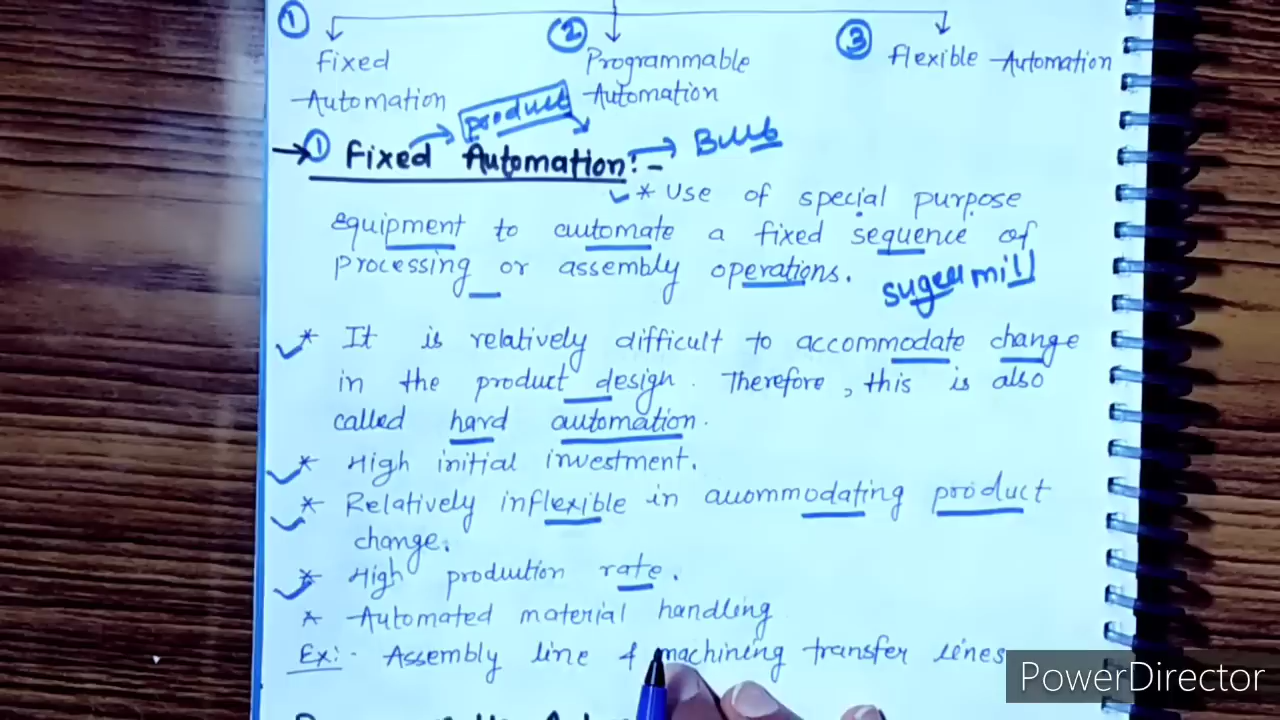 ① ② ③
Fixed Programmable Flexible Automation
Automation Automation
product
① Fixed Automation:- → Bulb
* Use of special purpose
equipment to automate a fixed sequence of
processing or assembly operations.
sugar mill
* It is relatively difficult to accommodate change
in the product design. Therefore, this is also
called hard automation.
* High initial investment.
* Relatively inflexible in accommodating product
change.
* High production rate.
* Automated material handling
Ex:- Assembly line & machining transfer lines
PowerDirector